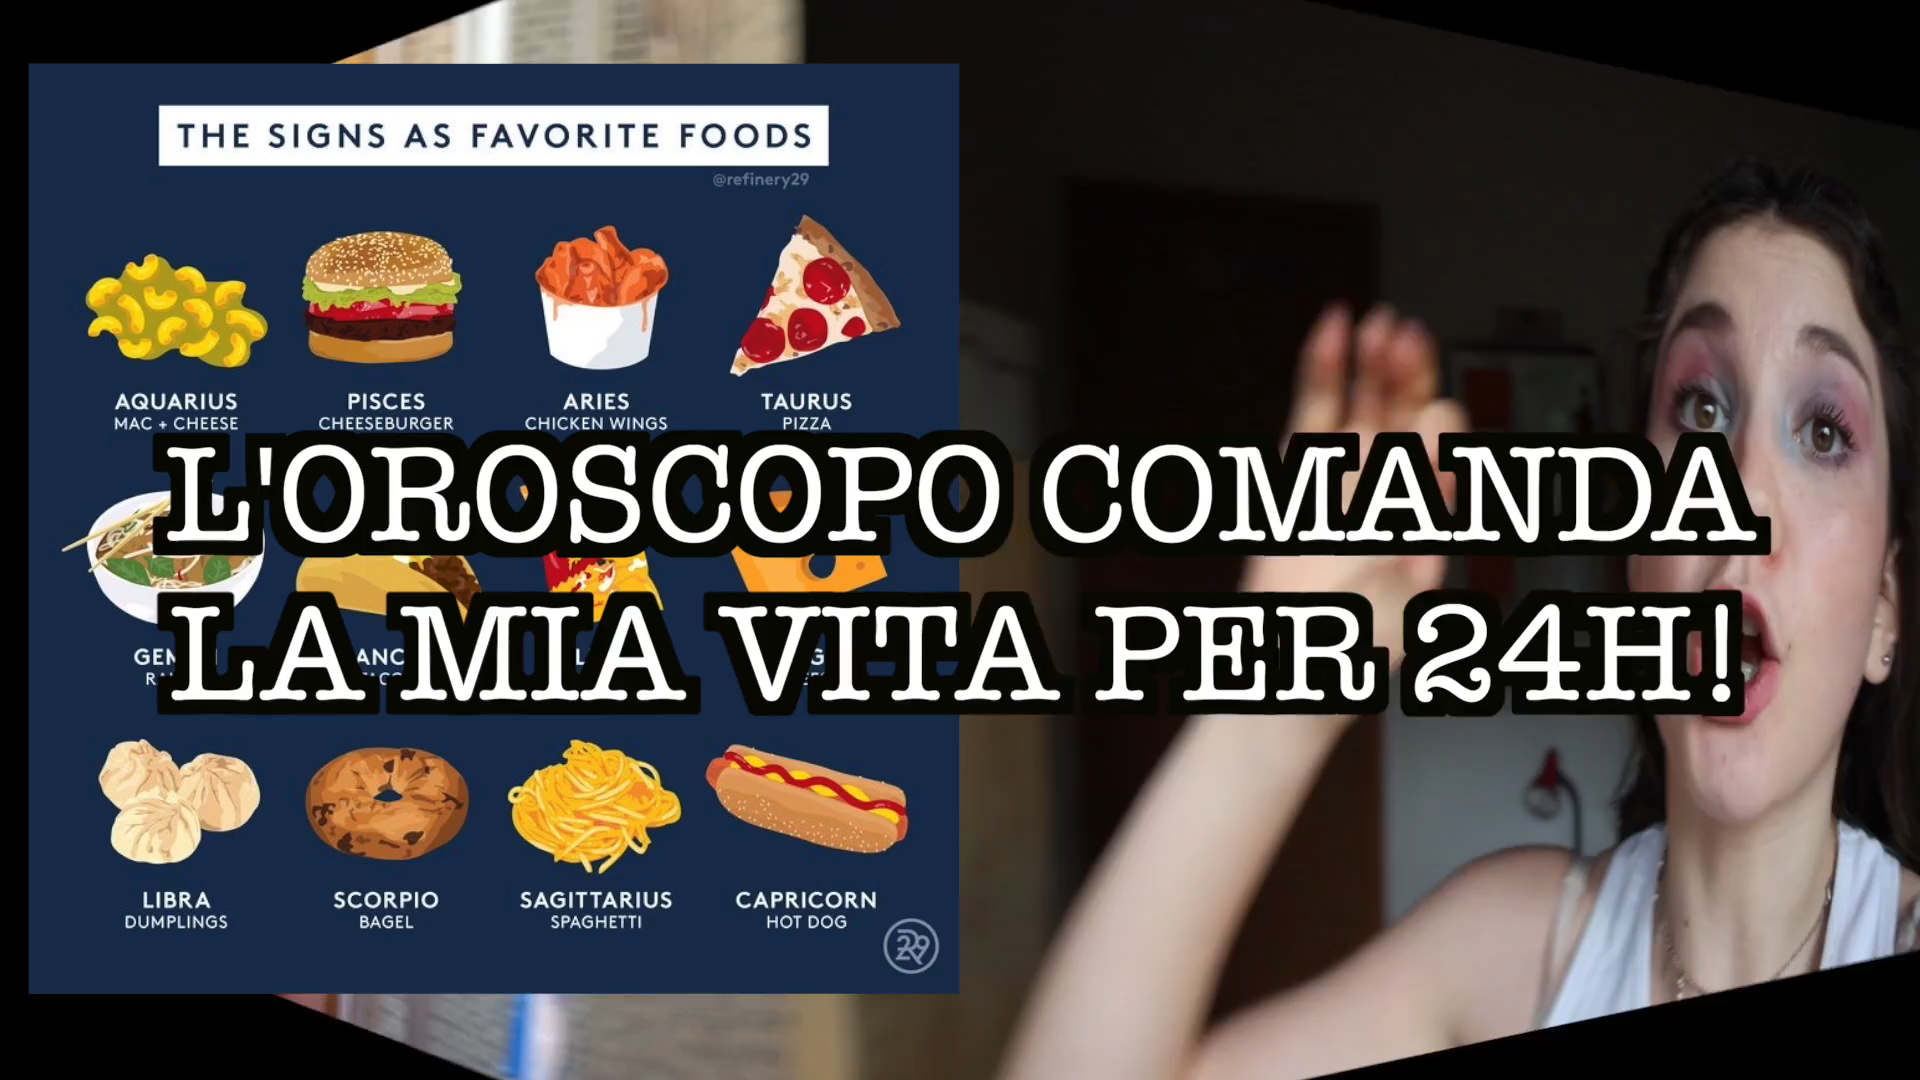 THE SIGNS AS FAVORITE FOODS
@refinery29
AQUARIUS
MAC + CHEESE
PISCES
CHEESEBURGER
ARIES
CHICKEN WINGS
TAURUS
PIZZA
L'OROSCOPO COMANDA
LA MIA VITA PER 24H!
LIBRA
DUMPLINGS
SCORPIO
BAGEL
SAGITTARIUS
SPAGHETTI
CAPRICORN
HOT DOG
R29